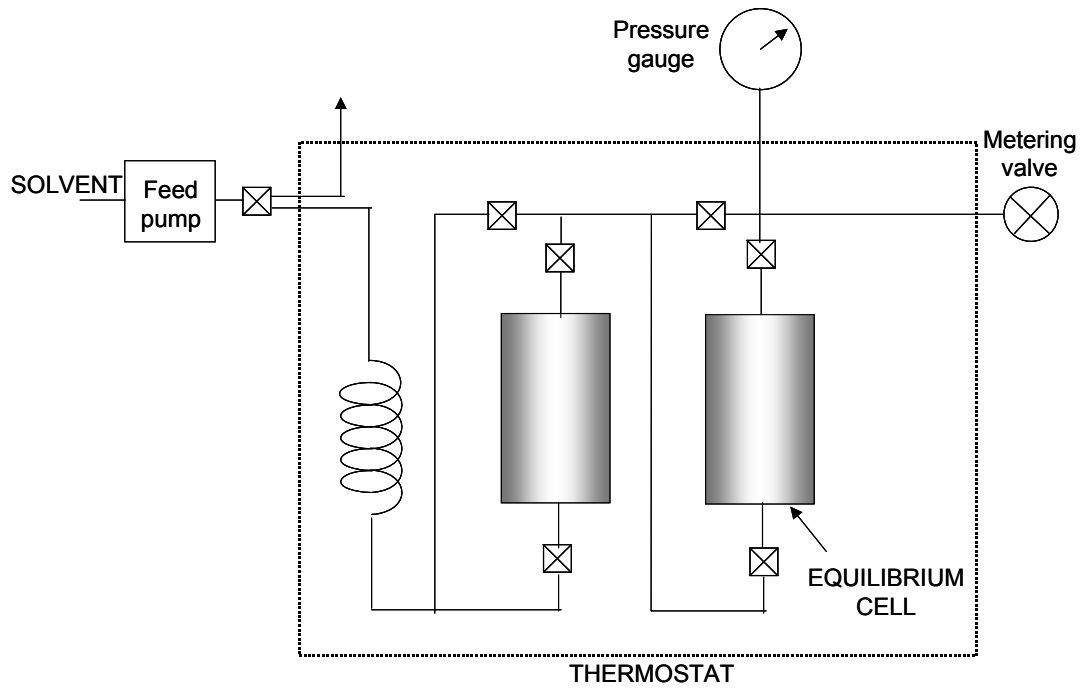 Pressure
gauge
Metering
valve
SOLVENT
Feed
pump
EQUILIBRIUM
CELL
THERMOSTAT